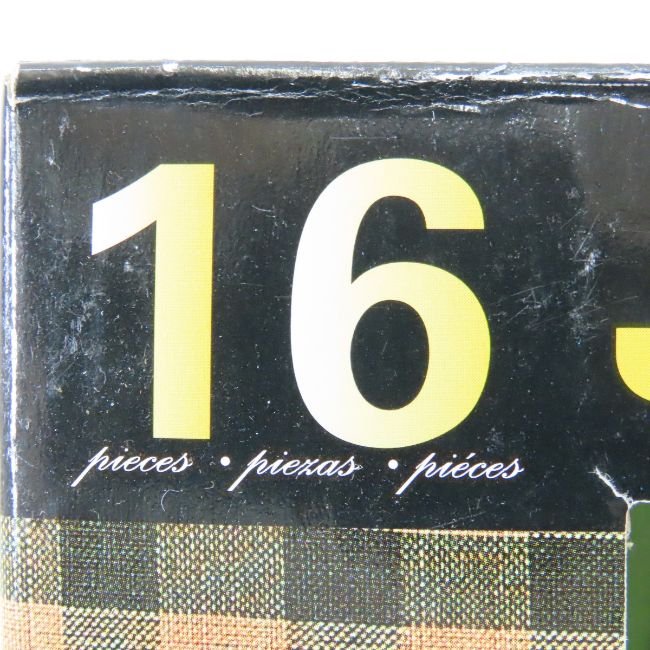 16
pieces • piezas • piéces